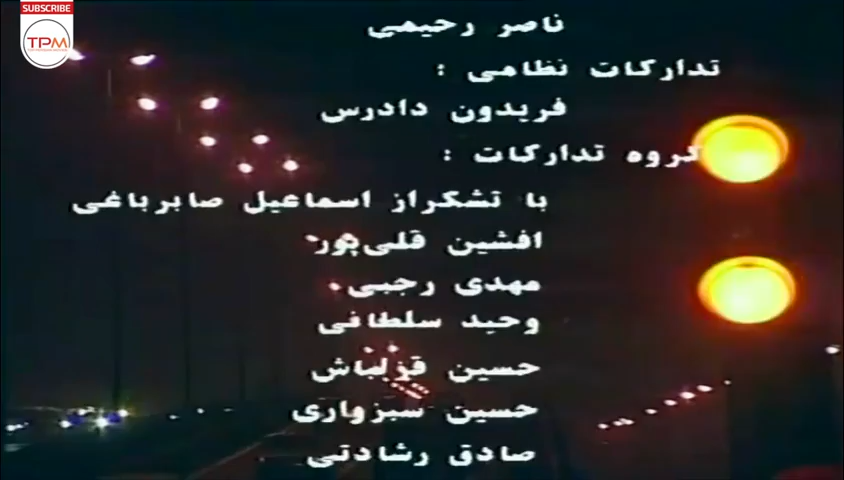 SUBSCRIBE
TPM
ناصر رحیمی
تدارکات نظامی :
فریدون دادرس
گروه تدارکات :
با تشکراز اسماعیل صابرباغی
افشین قلی‌پور
مهدی رجبی
وحید سلطانی
حسین قزلباش
حسین سبزواری
صادق رشادتی